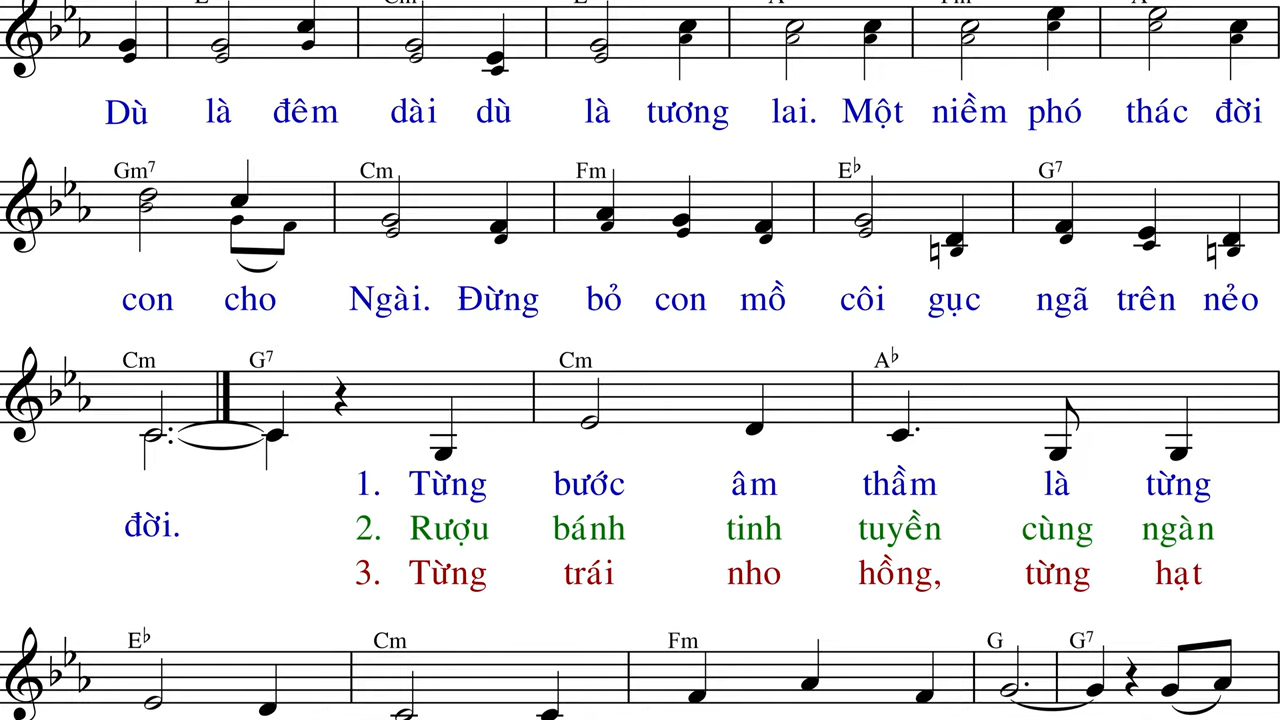 Dù là đêm dài dù là tương lai. Một niềm phó thác đời
Gm7 Cm Fm E♭ G7
con cho Ngài. Đừng bỏ con mồ côi gục ngã trên nẻo
Cm G7 Cm A♭
1. Từng bước âm thầm là từng
đời. 2. Rượu bánh tinh tuyền cùng ngàn
3. Từng trái nho hồng, từng hạt
E♭ Cm Fm G G7